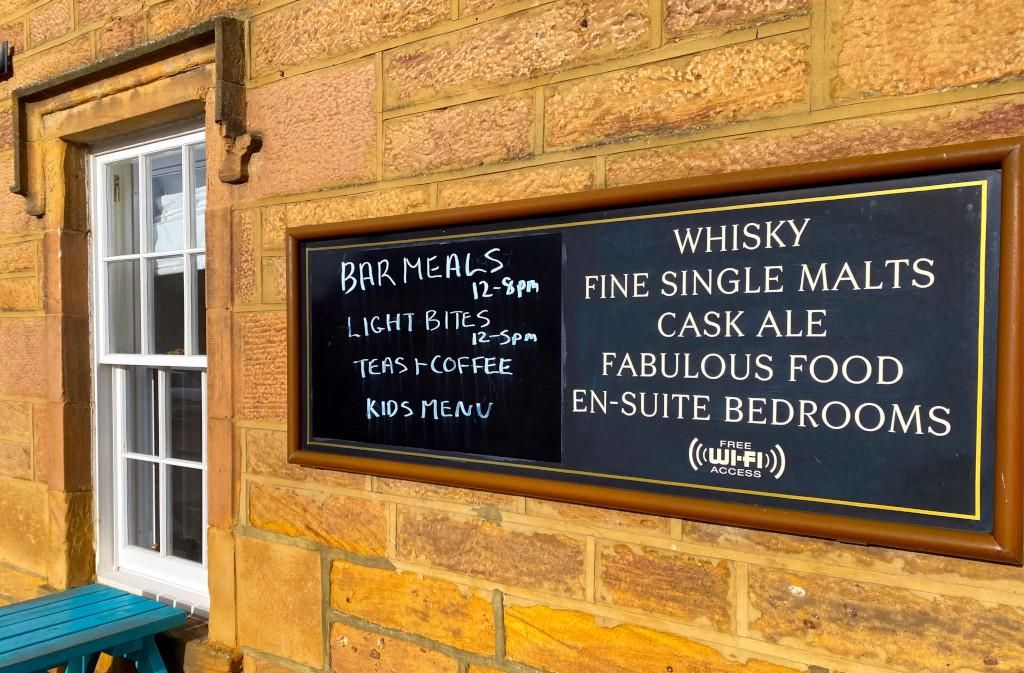 BAR MEALS
12-8pm
LIGHT BITES
12-5pm
TEAS + COFFEE
KIDS MENU
WHISKY
FINE SINGLE MALTS
CASK ALE
FABULOUS FOOD
EN-SUITE BEDROOMS
FREE
WI-FI
ACCESS